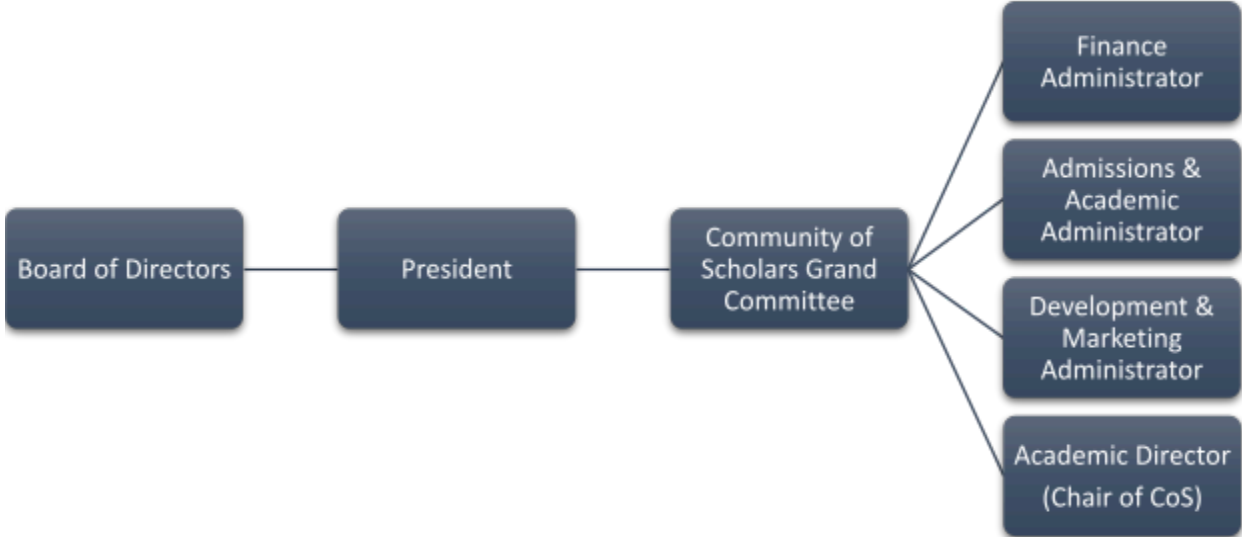 Board of Directors
President
Community of
Scholars Grand
Committee
Finance
Administrator
Admissions &
Academic
Administrator
Development &
Marketing
Administrator
Academic Director
(Chair of CoS)